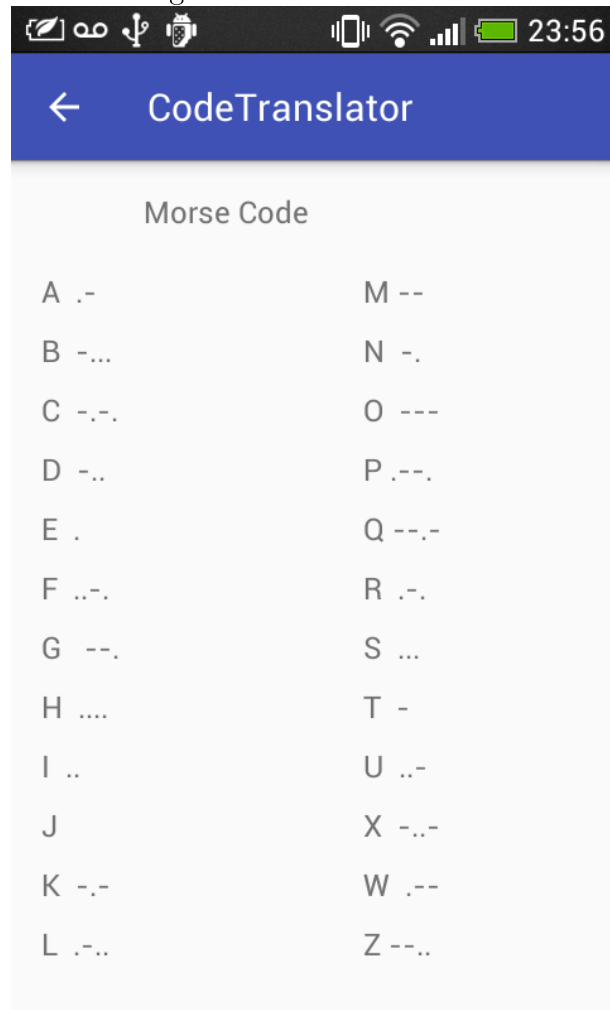 23:56
CodeTranslator
Morse Code
A .-
B -...
C -.-.
D -..
E .
F ..-.
G --.
H ....
I ..
J
K -.-
L .-..
M --
N -.
O ---
P .--.
Q --.-
R .-.
S ...
T -
U ..-
X -..-
W .--
Z --..